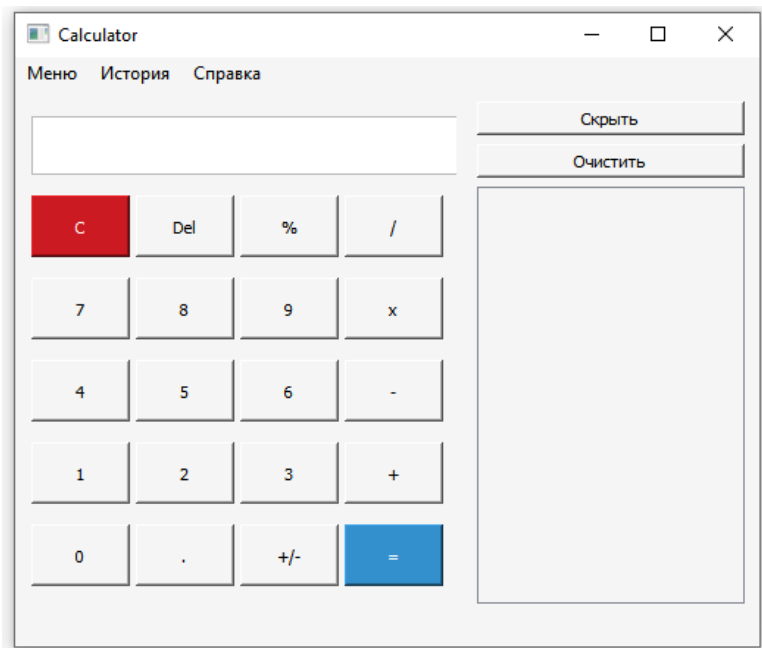 Calculator
Меню История Справка
Скрыть
Очистить
C Del % /
7 8 9 x
4 5 6 -
1 2 3 +
0 . +/- =